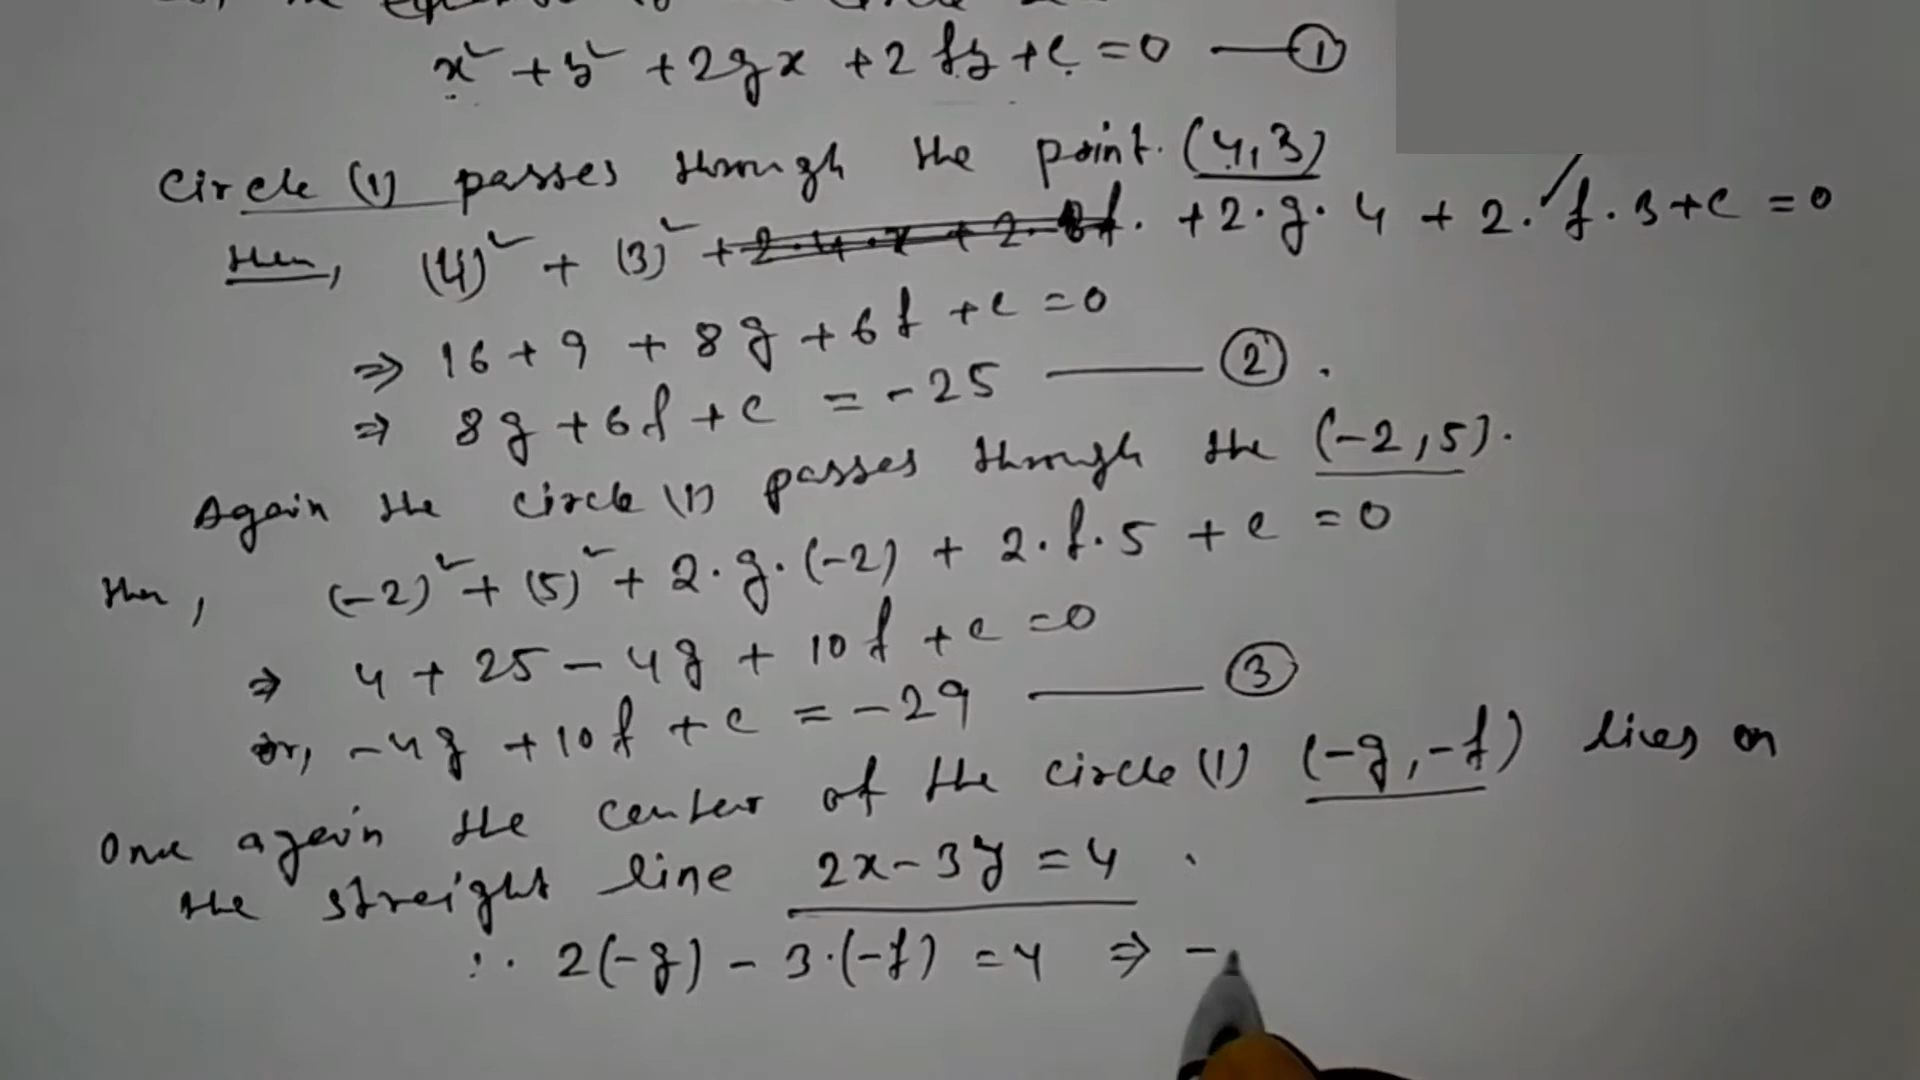 x² + y² + 2gx + 2fy + c = 0 — ①
Circle (1) passes through the point. (4,3)
then, (4)² + (3)² + 2·g·4 + 2·f·3 + c = 0
⇒ 16 + 9 + 8g + 6f + c = 0
⇒ 8g + 6f + c = -25 — ② .
Again the circle (1) passes through the (-2,5).
then, (-2)² + (5)² + 2·g·(-2) + 2·f·5 + c = 0
⇒ 4 + 25 - 4g + 10f + c = 0
or, -4g + 10f + c = -29 — ③
Once again the center of the circle (1) (-g,-f) lies on
the streight line 2x - 3y = 4 .
∴ 2(-g) - 3·(-f) = 4 ⇒ -